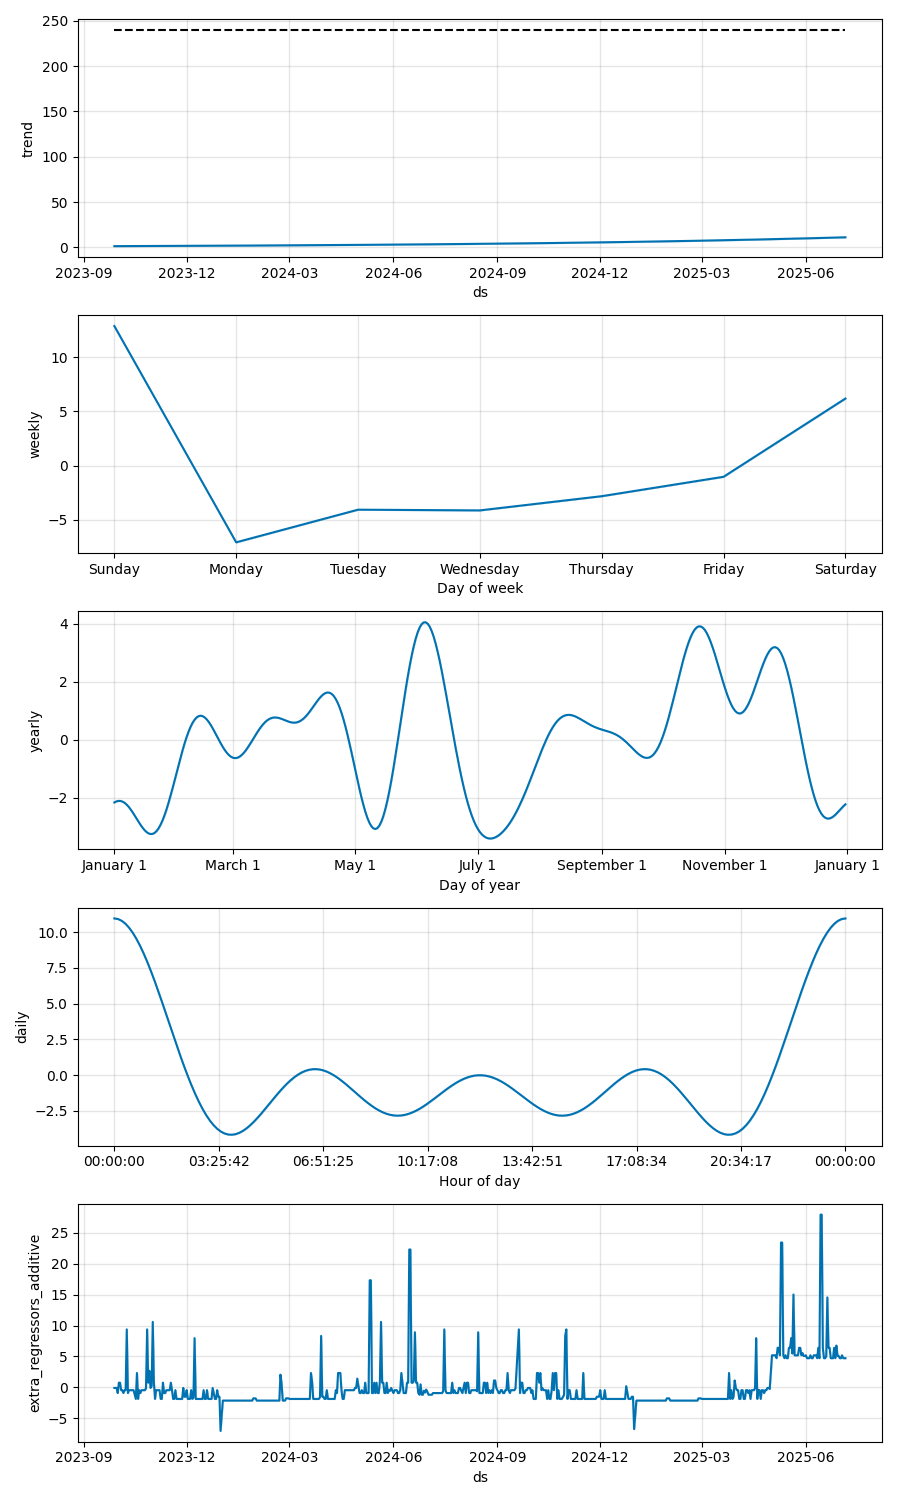 250
200
150
100
50
0
trend
2023-09 2023-12 2024-03 2024-06 2024-09 2024-12 2025-03 2025-06
ds
10
5
0
−5
weekly
Sunday Monday Tuesday Wednesday Thursday Friday Saturday
Day of week
4
2
0
−2
yearly
January 1 March 1 May 1 July 1 September 1 November 1 January 1
Day of year
10.0
7.5
5.0
2.5
0.0
−2.5
daily
00:00:00 03:25:42 06:51:25 10:17:08 13:42:51 17:08:34 20:34:17 00:00:00
Hour of day
25
20
15
10
5
0
−5
extra_regressors_additive
2023-09 2023-12 2024-03 2024-06 2024-09 2024-12 2025-03 2025-06
ds